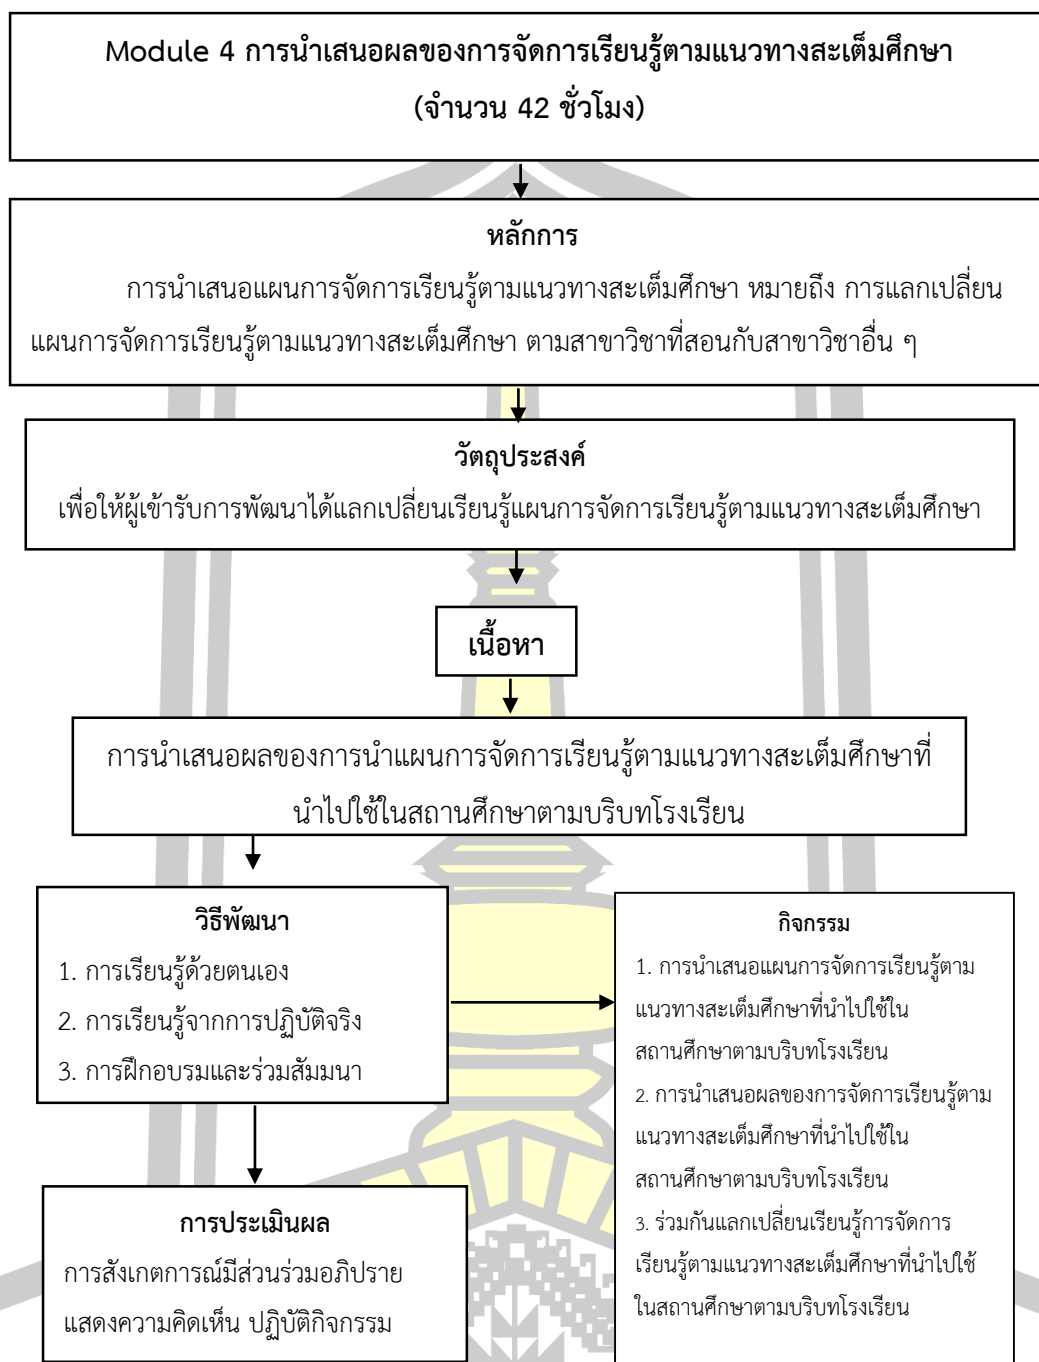 Module 4 การนำเสนอผลของการจัดการเรียนรู้ตามแนวทางสะเต็มศึกษา
(จำนวน 42 ชั่วโมง)
หลักการ
การนำเสนอแผนการจัดการเรียนรู้ตามแนวทางสะเต็มศึกษา หมายถึง การแลกเปลี่ยน
แผนการจัดการเรียนรู้ตามแนวทางสะเต็มศึกษา ตามสาขาวิชาที่สอนกับสาขาวิชาอื่น ๆ
วัตถุประสงค์
เพื่อให้ผู้เข้ารับการพัฒนาได้แลกเปลี่ยนเรียนรู้แผนการจัดการเรียนรู้ตามแนวทางสะเต็มศึกษา
เนื้อหา
การนำเสนอผลของการนำแผนการจัดการเรียนรู้ตามแนวทางสะเต็มศึกษาที่
นำไปใช้ในสถานศึกษาตามบริบทโรงเรียน
วิธีพัฒนา
1. การเรียนรู้ด้วยตนเอง
2. การเรียนรู้จากการปฏิบัติจริง
3. การฝึกอบรมและร่วมสัมมนา
กิจกรรม
1. การนำเสนอแผนการจัดการเรียนรู้ตาม
แนวทางสะเต็มศึกษาที่นำไปใช้ใน
สถานศึกษาตามบริบทโรงเรียน
2. การนำเสนอผลของการจัดการเรียนรู้ตาม
แนวทางสะเต็มศึกษาที่นำไปใช้ใน
สถานศึกษาตามบริบทโรงเรียน
3. ร่วมกันแลกเปลี่ยนเรียนรู้การจัดการ
เรียนรู้ตามแนวทางสะเต็มศึกษาที่นำไปใช้
ในสถานศึกษาตามบริบทโรงเรียน
การประเมินผล
การสังเกตการณ์มีส่วนร่วมอภิปราย
แสดงความคิดเห็น ปฏิบัติกิจกรรม